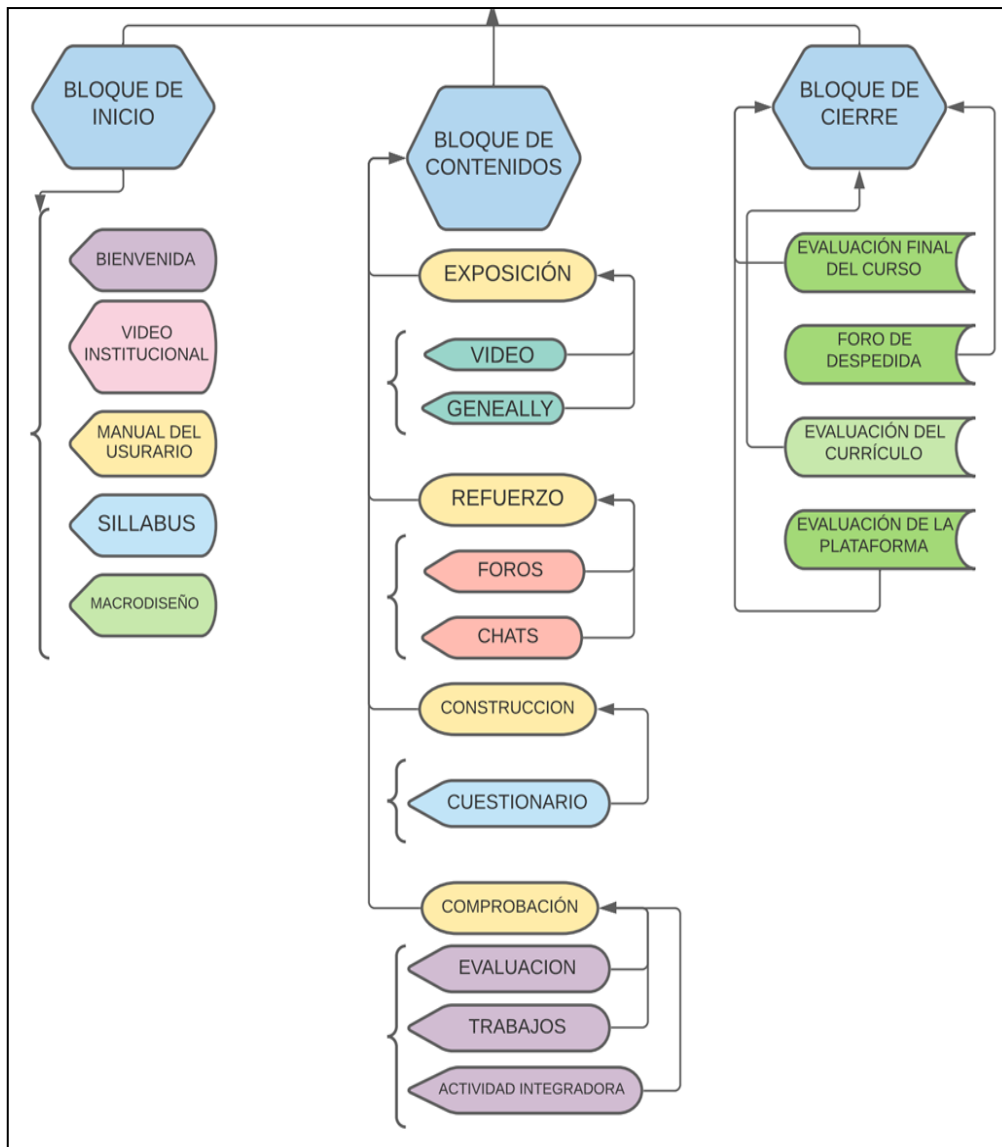 BLOQUE DE
INICIO
BIENVENIDA
VIDEO
INSTITUCIONAL
MANUAL DEL
USURARIO
SILLABUS
MACRODISEÑO
BLOQUE DE
CONTENIDOS
EXPOSICIÓN
VIDEO
GENEALLY
REFUERZO
FOROS
CHATS
CONSTRUCCION
CUESTIONARIO
COMPROBACIÓN
EVALUACION
TRABAJOS
ACTIVIDAD INTEGRADORA
BLOQUE DE
CIERRE
EVALUACIÓN FINAL
DEL CURSO
FORO DE
DESPEDIDA
EVALUACIÓN DEL
CURRÍCULO
EVALUACIÓN DE LA
PLATAFORMA